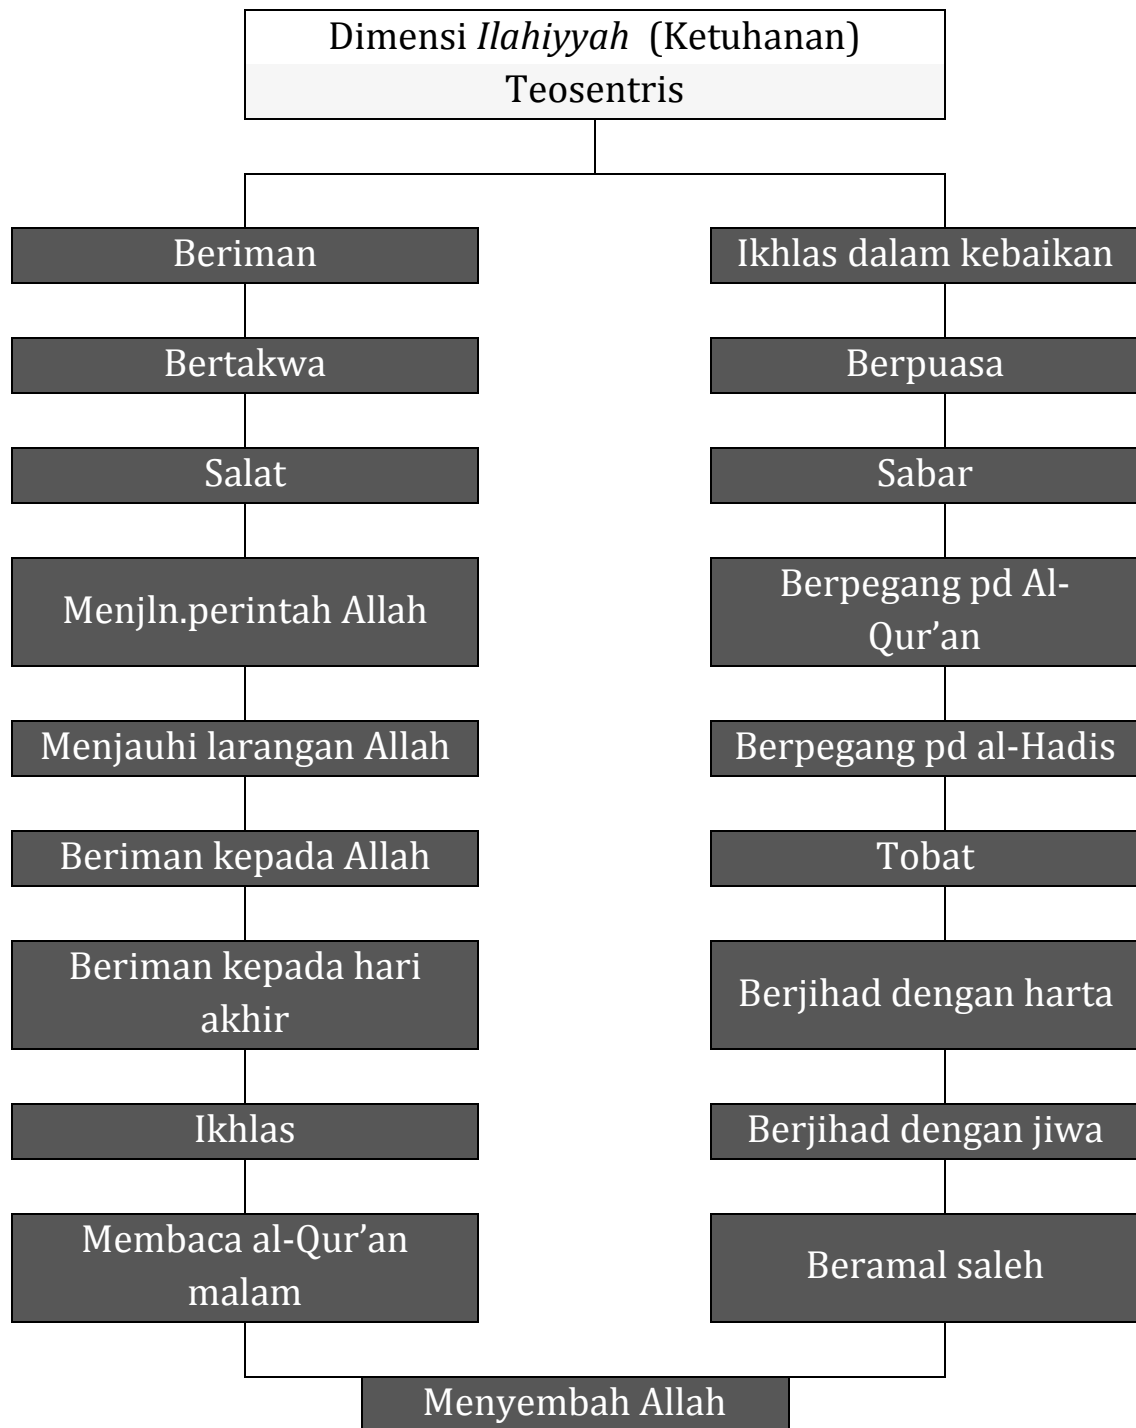 Dimensi Ilahiyyah (Ketuhanan)
Teosentris
Beriman
Bertakwa
Salat
Menjln.perintah Allah
Menjauhi larangan Allah
Beriman kepada Allah
Beriman kepada hari
akhir
Ikhlas
Membaca al-Qur’an
malam
Ikhlas dalam kebaikan
Berpuasa
Sabar
Berpegang pd Al-
Qur’an
Berpegang pd al-Hadis
Tobat
Berjihad dengan harta
Berjihad dengan jiwa
Beramal saleh
Menyembah Allah